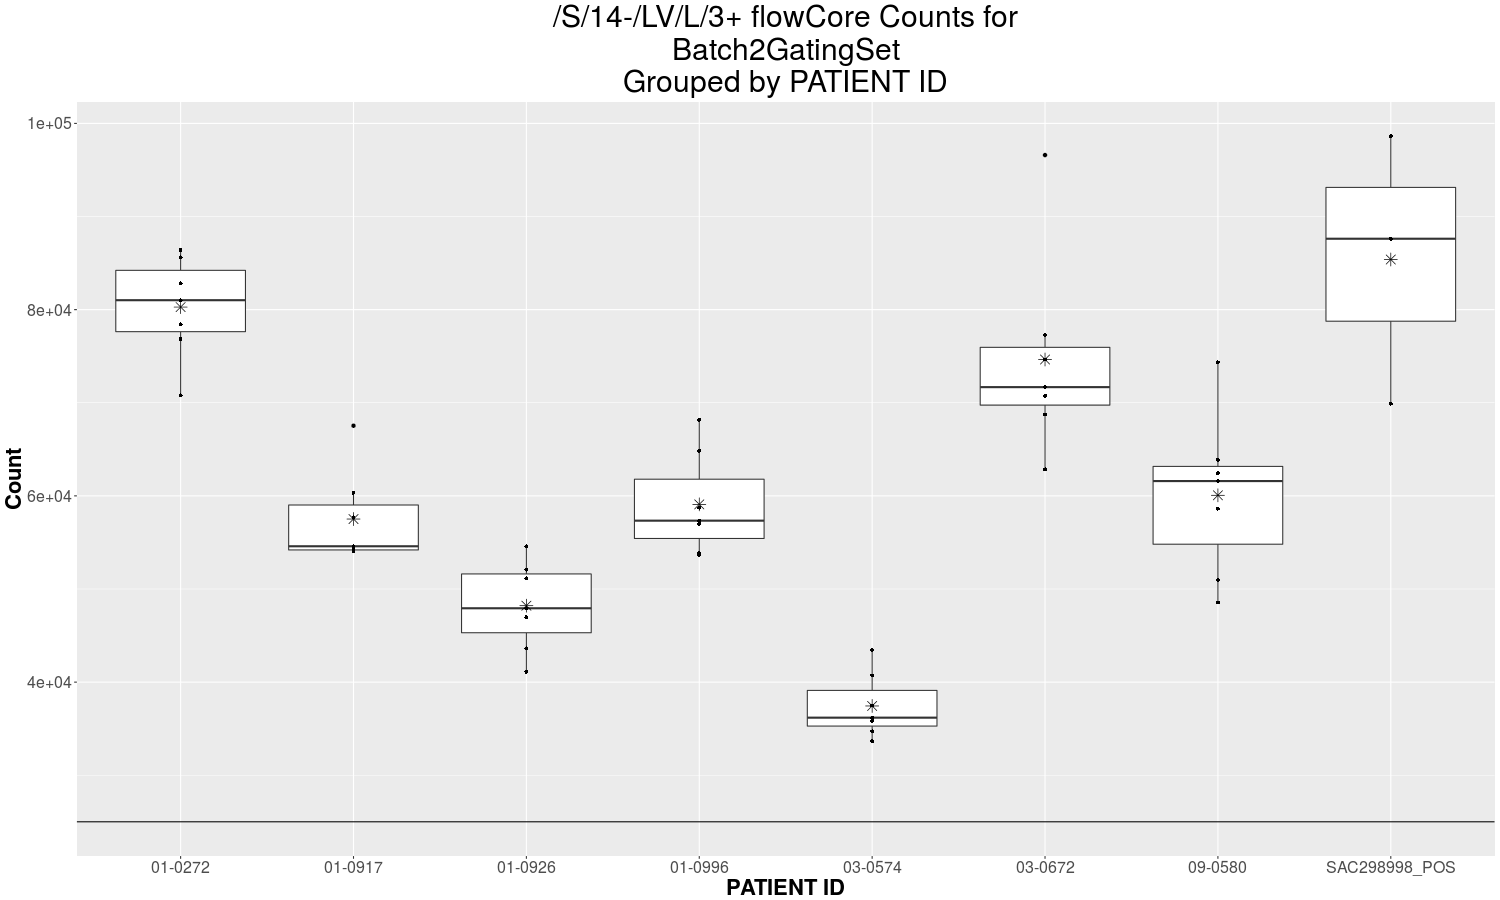 /S/14-/LV/L/3+ flowCore Counts for
Batch2GatingSet
Grouped by PATIENT ID
Count
1e+05
8e+04
6e+04
4e+04
01-0272 01-0917 01-0926 01-0996 03-0574 03-0672 09-0580 SAC298998_POS
PATIENT ID